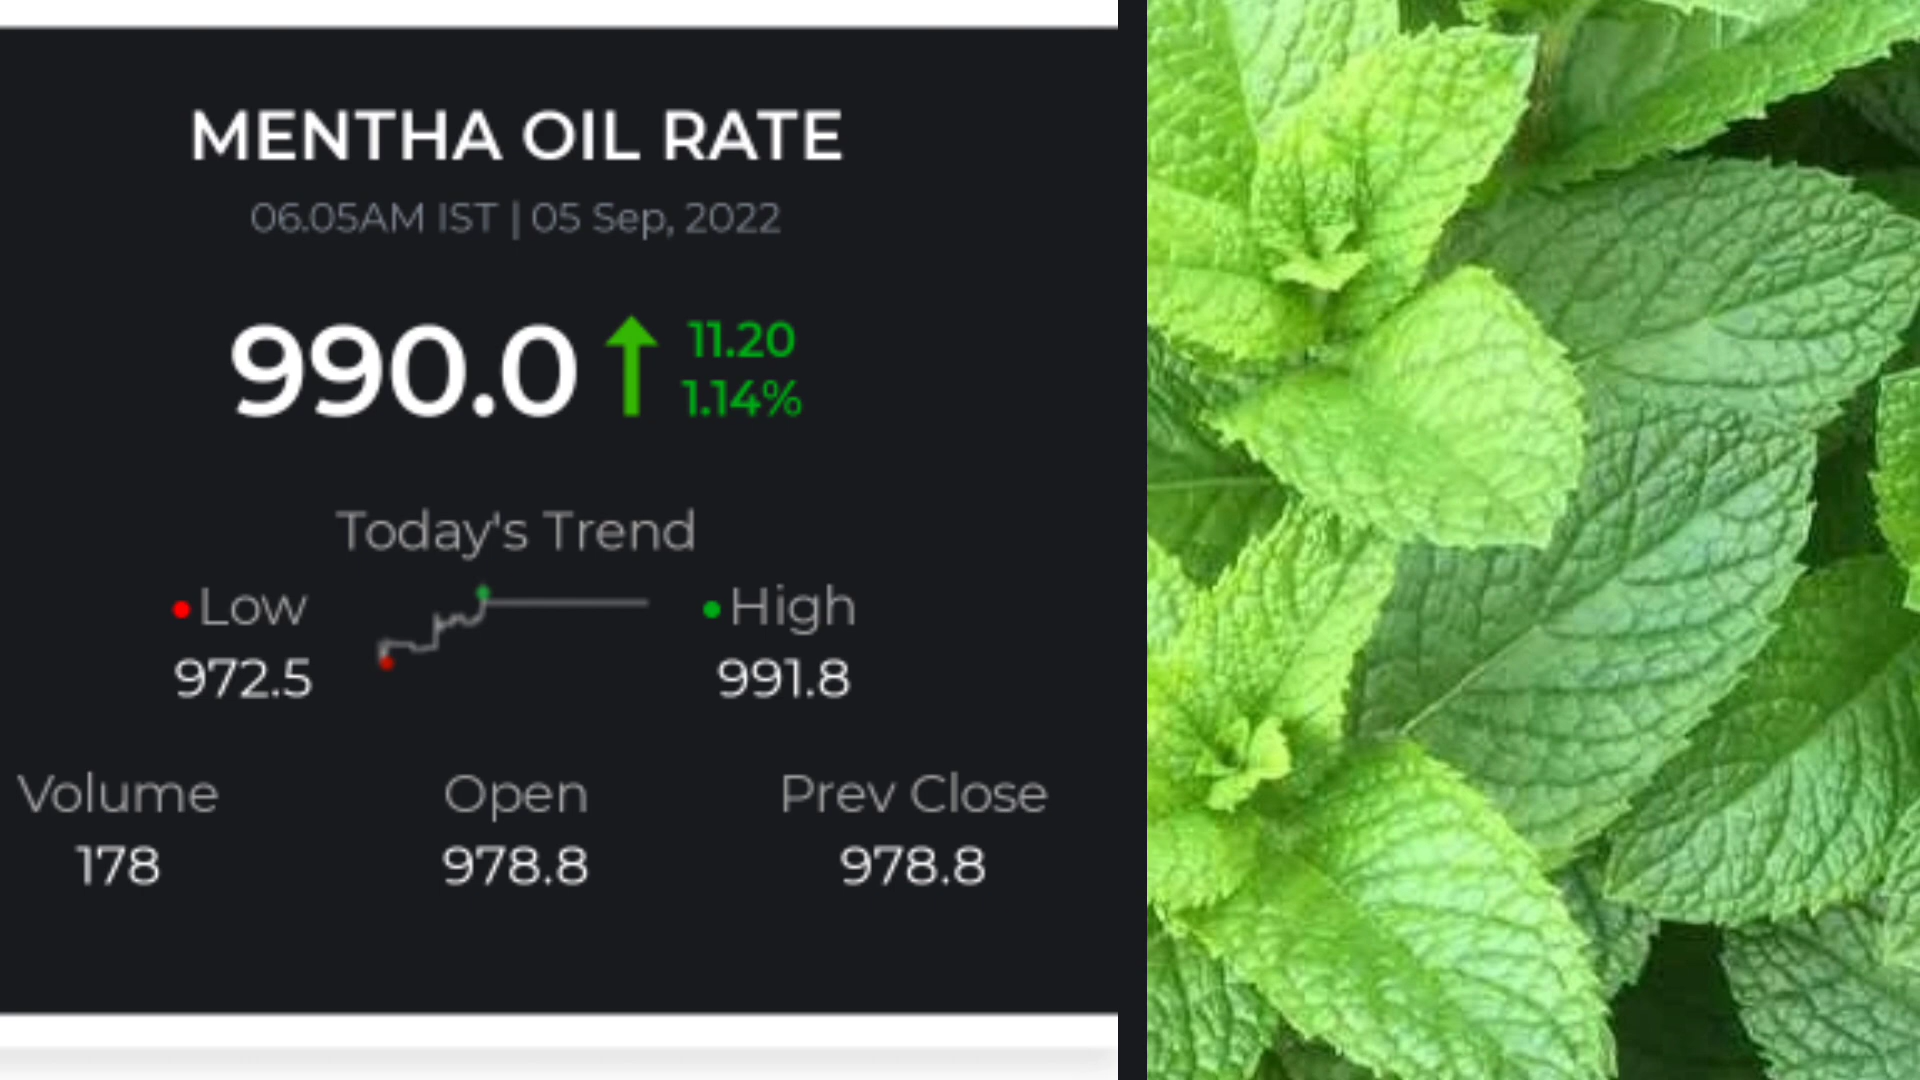 MENTHA OIL RATE
06.05AM IST | 05 Sep, 2022
990.0
11.20
1.14%
Today's Trend
Low
High
972.5
991.8
Volume
Open
Prev Close
178
978.8
978.8